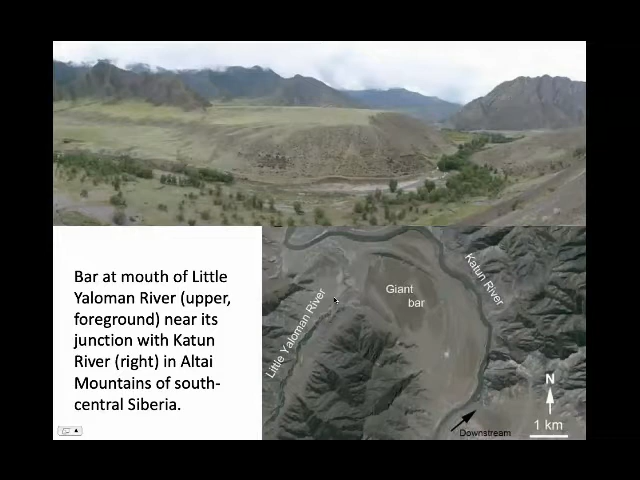 Bar at mouth of Little
Yaloman River (upper,
foreground) near its
junction with Katun
River (right) in Altai
Mountains of south-
central Siberia.
Little Yaloman River
Giant
bar
Katun River
N
1 km
Downstream